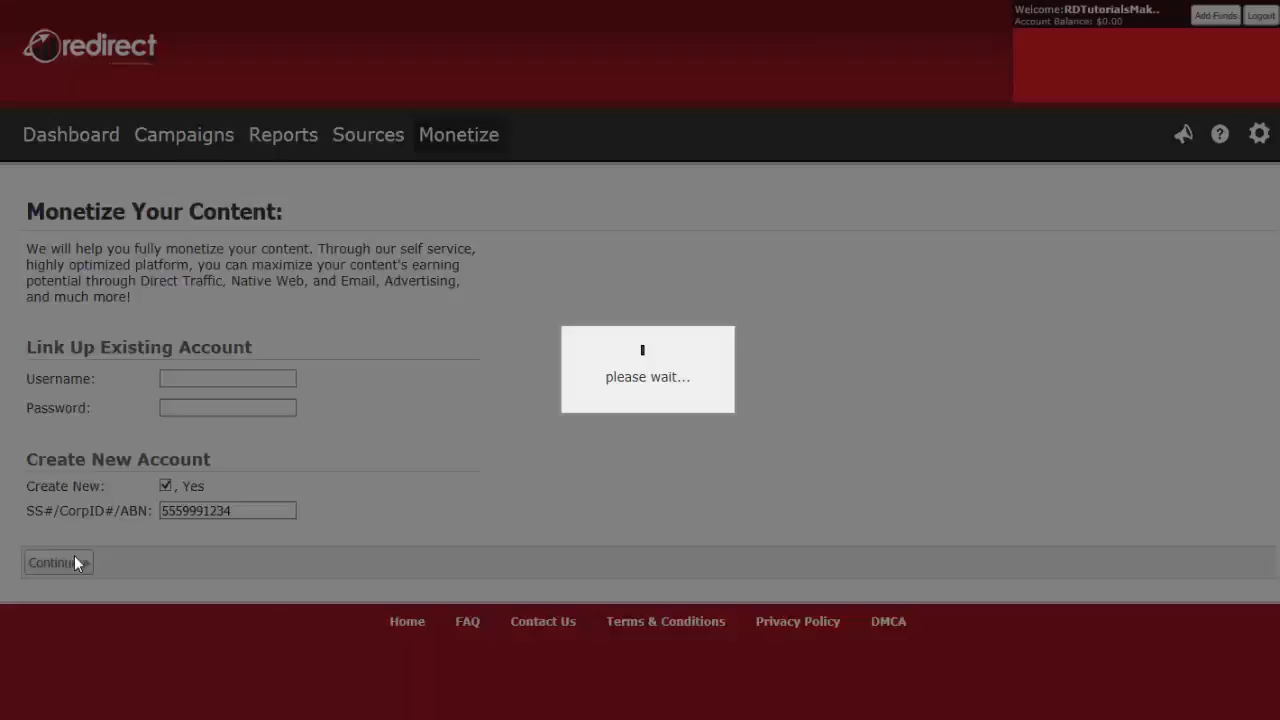 Welcome:RDTutorialsMak..
Account Balance: $0.00
Add Funds
Logout
redirect
Dashboard Campaigns Reports Sources Monetize
Monetize Your Content:
We will help you fully monetize your content. Through our self service,
highly optimized platform, you can maximize your content's earning
potential through Direct Traffic, Native Web, and Email, Advertising,
and much more!
Link Up Existing Account
Username:
Password:
please wait...
Create New Account
Create New: , Yes
SS#/CorpID#/ABN: 5559991234
Continue
Home FAQ Contact Us Terms & Conditions Privacy Policy DMCA